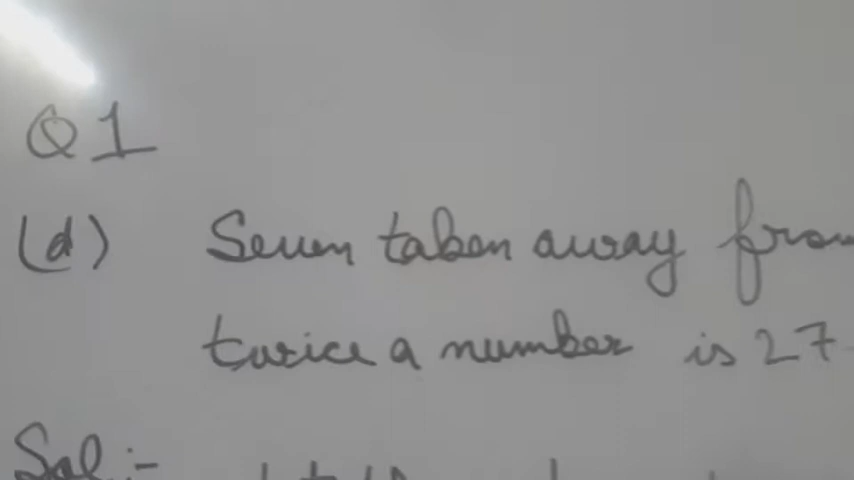 Q1
(d) Seven taken away from
twice a number is 27
Sol:-